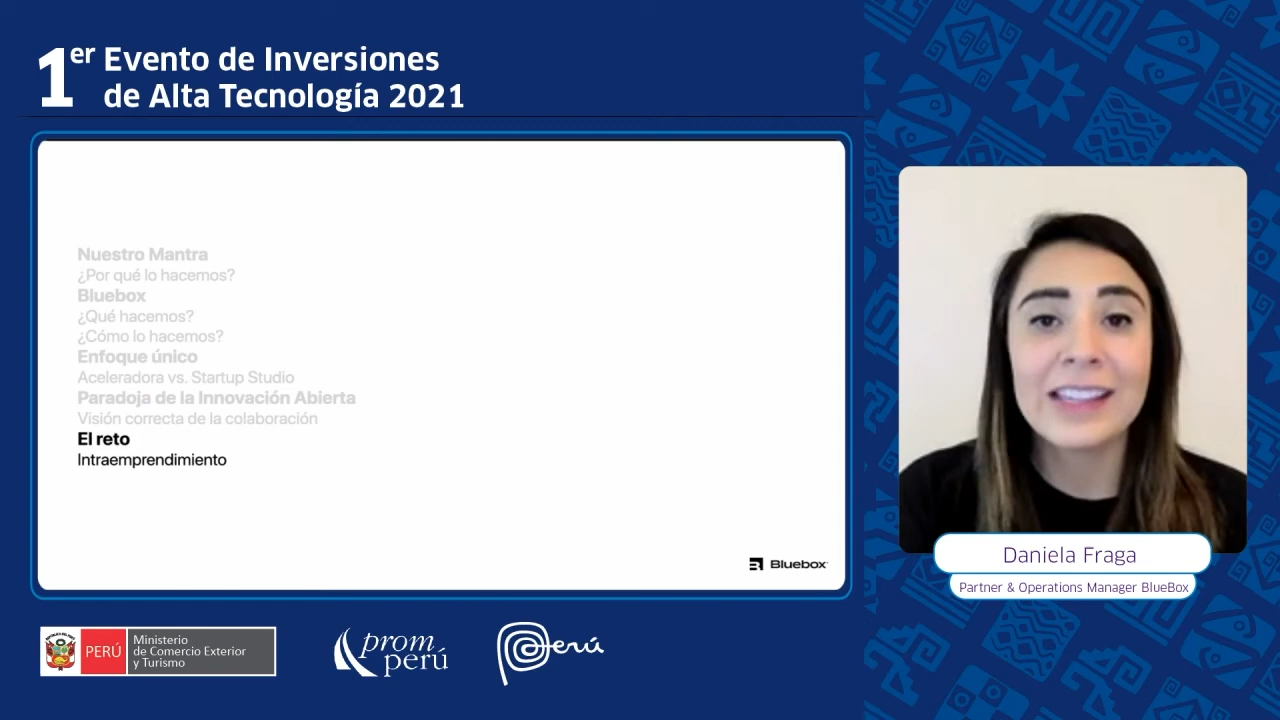 1er Evento de Inversiones
de Alta Tecnología 2021
Nuestro Mantra
¿Por qué lo hacemos?
Bluebox
¿Qué hacemos?
¿Cómo lo hacemos?
Enfoque único
Aceleradora vs. Startup Studio
Paradoja de la Innovación Abierta
Visión correcta de la colaboración
El reto
Intraemprendimiento
Bluebox
Daniela Fraga
Partner & Operations Manager BlueBox
PERÚ
Ministerio
de Comercio Exterior
y Turismo
prom
perú
Perú